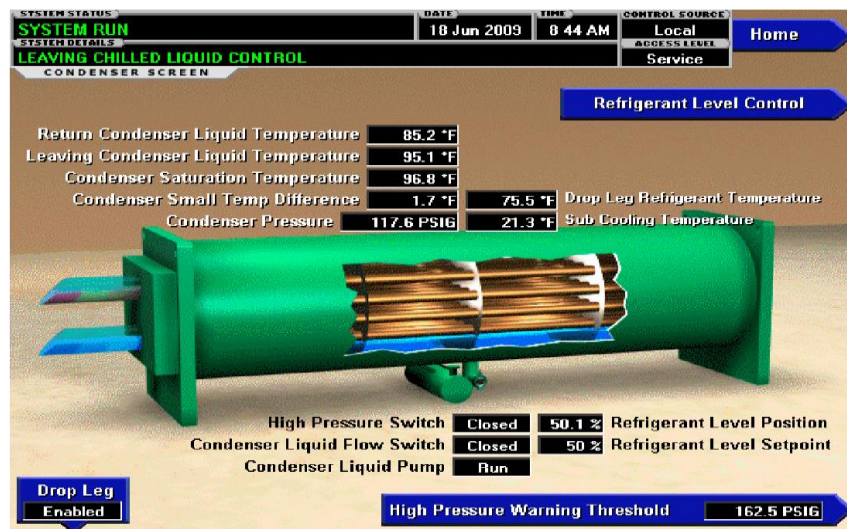 SYSTEM STATUS
SYSTEM RUN
DATE
18 Jun 2009
TIME
8 44 AM
CONTROL SOURCE
Local
Home
SYSTEM DETAILS
LEAVING CHILLED LIQUID CONTROL
ACCESS LEVEL
Service
CONDENSER SCREEN
Refrigerant Level Control
Return Condenser Liquid Temperature 85.2 °F
Leaving Condenser Liquid Temperature 95.1 °F
Condenser Saturation Temperature 96.8 °F
Condenser Small Temp Difference 1.7 °F 75.5 °F Drop Leg Refrigerant Temperature
Condenser Pressure 117.6 PSIG 21.3 °F Sub Cooling Temperature
High Pressure Switch Closed 50.1 % Refrigerant Level Position
Condenser Liquid Flow Switch Closed 50 % Refrigerant Level Setpoint
Condenser Liquid Pump Run
Drop Leg
Enabled
High Pressure Warning Threshold 162.5 PSIG